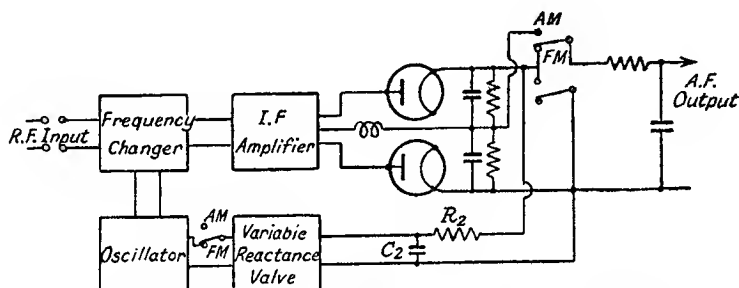 AM
FM
A.F.
Output
R.F. Input
Frequency
Changer
I.F
Amplifier
AM
FM
Oscillator
Variable
Reactance
Valve
R2
C2